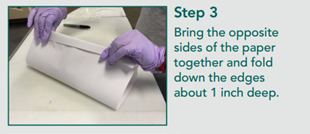 Step 3
Bring the opposite
sides of the paper
together and fold
down the edges
about 1 inch deep.